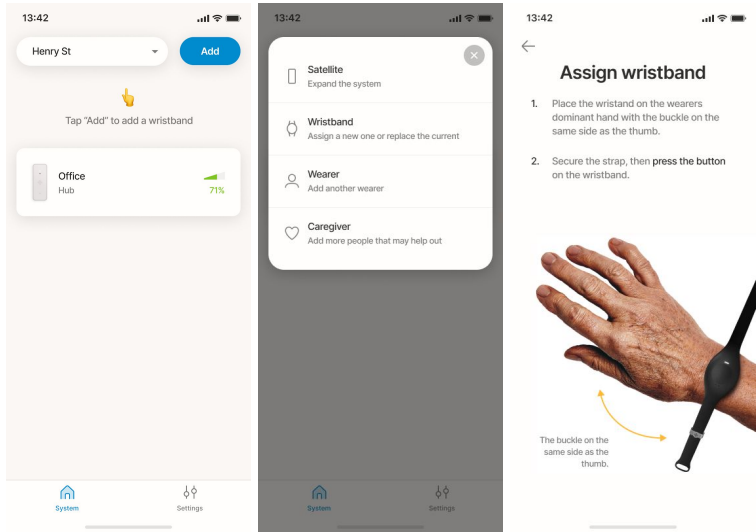 13:42
Henry St
Add
Tap "Add" to add a wristband
Office
Hub
71%
System
Settings
13:42
Satellite
Expand the system
Wristband
Assign a new one or replace the current
Wearer
Add another wearer
Caregiver
Add more people that may help out
System
Settings
13:42
Assign wristband
1. Place the wristand on the wearers
dominant hand with the buckle on the
same side as the thumb.
2. Secure the strap, then press the button
on the wristband.
The buckle on the
same side as the
thumb.